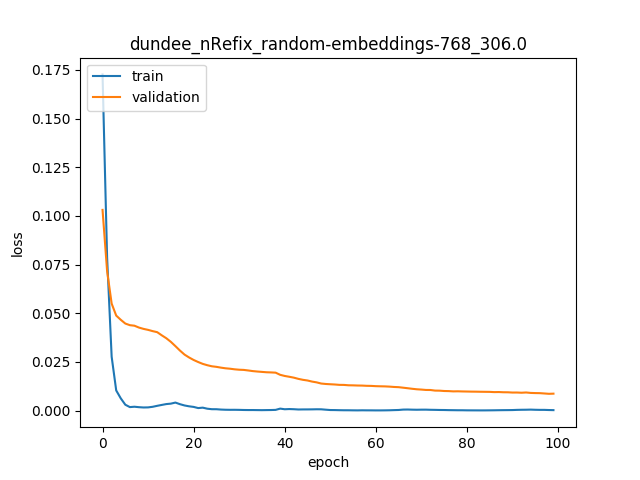 dundee_nRefix_random-embeddings-768_306.0
train
validation
loss
0.175
0.150
0.125
0.100
0.075
0.050
0.025
0.000
0 20 40 60 80 100
epoch